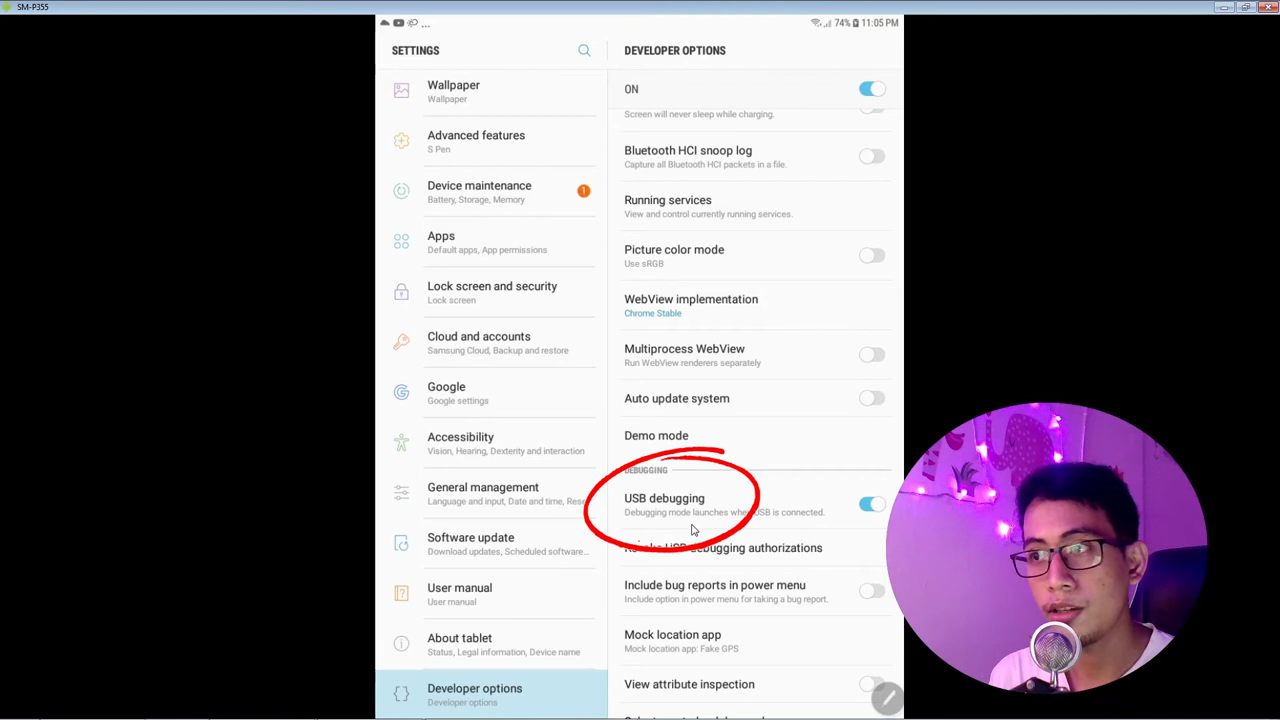 SM-P355
74% 11:05 PM
SETTINGS
Wallpaper
Wallpaper
Advanced features
S Pen
Device maintenance
1
Battery, Storage, Memory
Apps
Default apps, App permissions
Lock screen and security
Lock screen
Cloud and accounts
Samsung Cloud, Backup and restore
Google
Google settings
Accessibility
Vision, Hearing, Dexterity and interaction
General management
Language and input, Date and time, Rese
Software update
Download updates, Scheduled software...
User manual
User manual
About tablet
Status, Legal information, Device name
Developer options
Developer options
DEVELOPER OPTIONS
ON
Screen will never sleep while charging.
Bluetooth HCI snoop log
Capture all Bluetooth HCI packets in a file.
Running services
View and control currently running services.
Picture color mode
Use sRGB
WebView implementation
Chrome Stable
Multiprocess WebView
Run WebView renderers separately
Auto update system
Demo mode
DEBUGGING
USB debugging
Debugging mode launches when USB is connected.
Revoke USB debugging authorizations
Include bug reports in power menu
Include option in power menu for taking a bug report.
Mock location app
Mock location app: Fake GPS
View attribute inspection